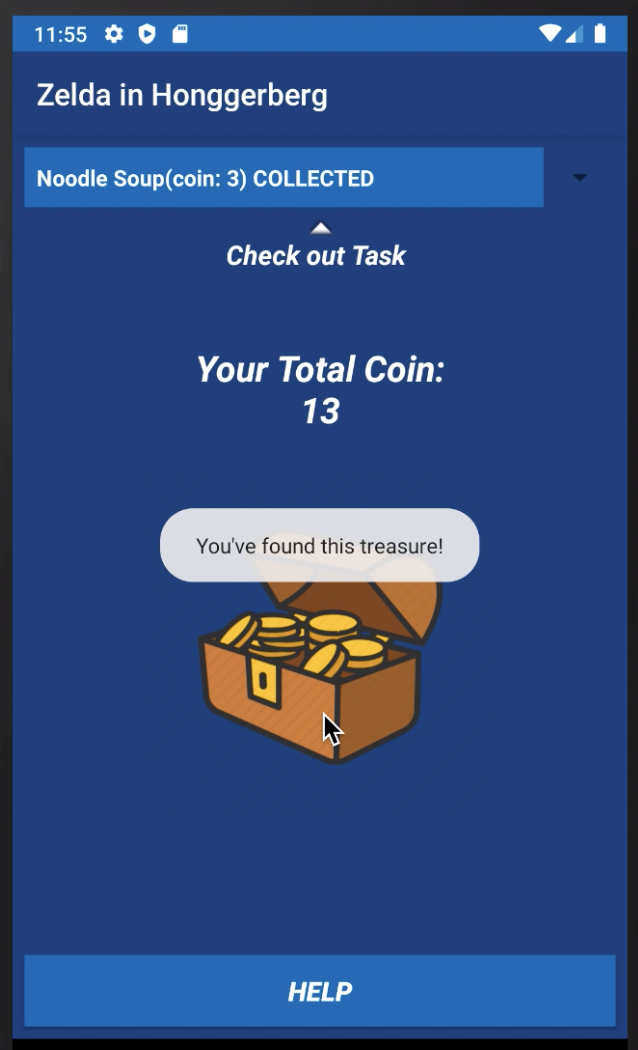 11:55
Zelda in Honggerberg
Noodle Soup(coin: 3) COLLECTED
Check out Task
Your Total Coin:
13
You've found this treasure!
HELP